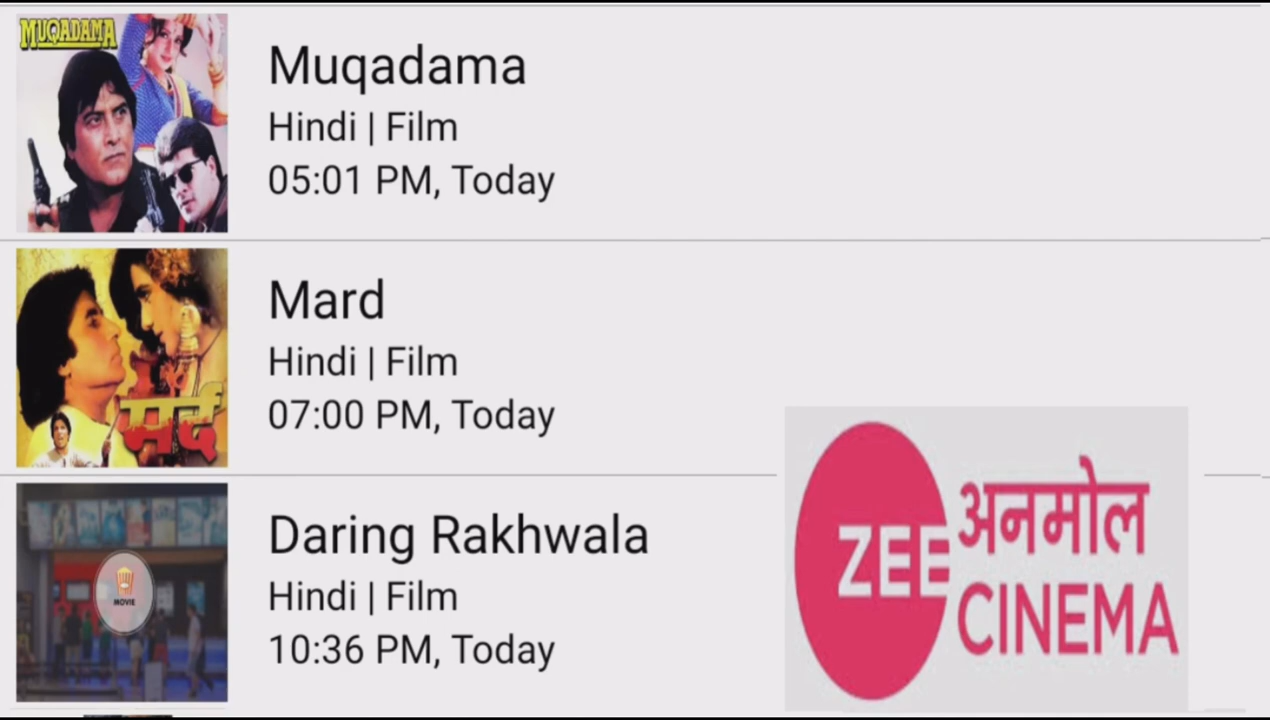 MUQADAMA
Muqadama
Hindi | Film
05:01 PM, Today
मर्द
Mard
Hindi | Film
07:00 PM, Today
MOVIE
Daring Rakhwala
Hindi | Film
10:36 PM, Today
ZEE अनमोल
CINEMA